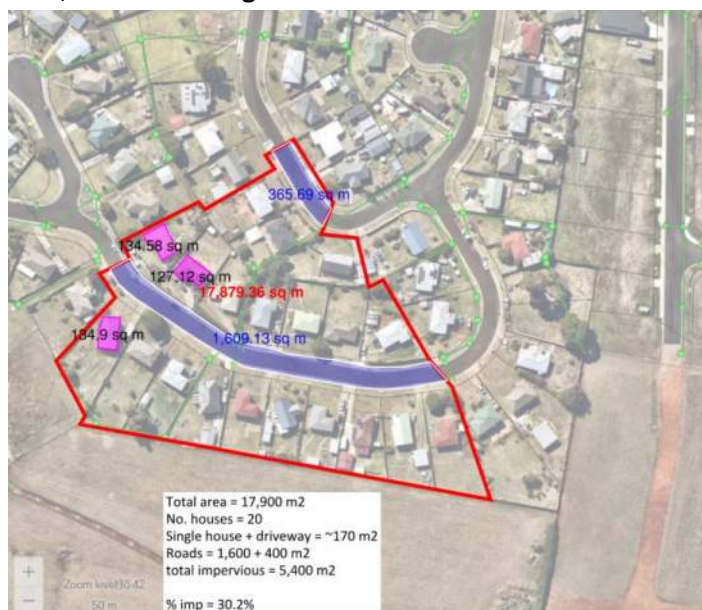 365.69 sq m
134.58 sq m
127.12 sq m
17,879.36 sq m
134.9 sq m
1,609.13 sq m
Total area = 17,900 m2
No. houses = 20
Single house + driveway = ~170 m2
Roads = 1,600 + 400 m2
total impervious = 5,400 m2
% imp = 30.2%
+
50 m